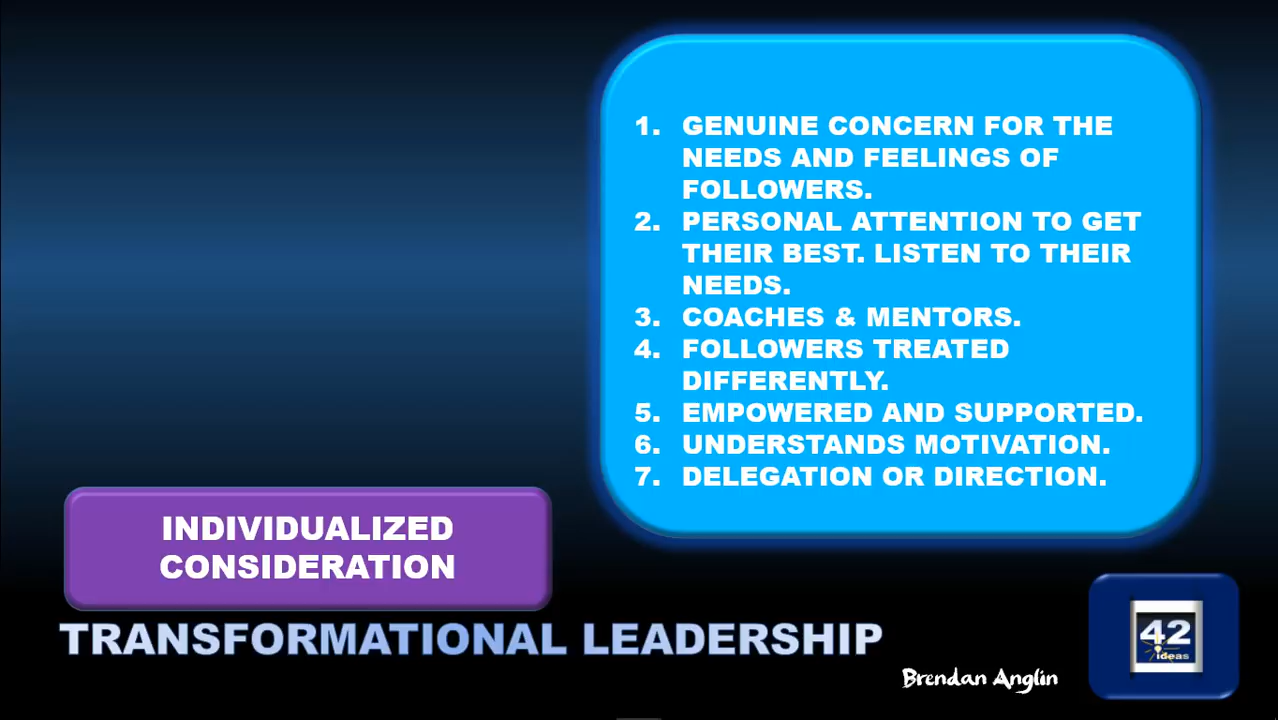 1. GENUINE CONCERN FOR THE
NEEDS AND FEELINGS OF
FOLLOWERS.
2. PERSONAL ATTENTION TO GET
THEIR BEST. LISTEN TO THEIR
NEEDS.
3. COACHES & MENTORS.
4. FOLLOWERS TREATED
DIFFERENTLY.
5. EMPOWERED AND SUPPORTED.
6. UNDERSTANDS MOTIVATION.
7. DELEGATION OR DIRECTION.
INDIVIDUALIZED
CONSIDERATION
TRANSFORMATIONAL LEADERSHIP
Brendan Anglin
42
ideas